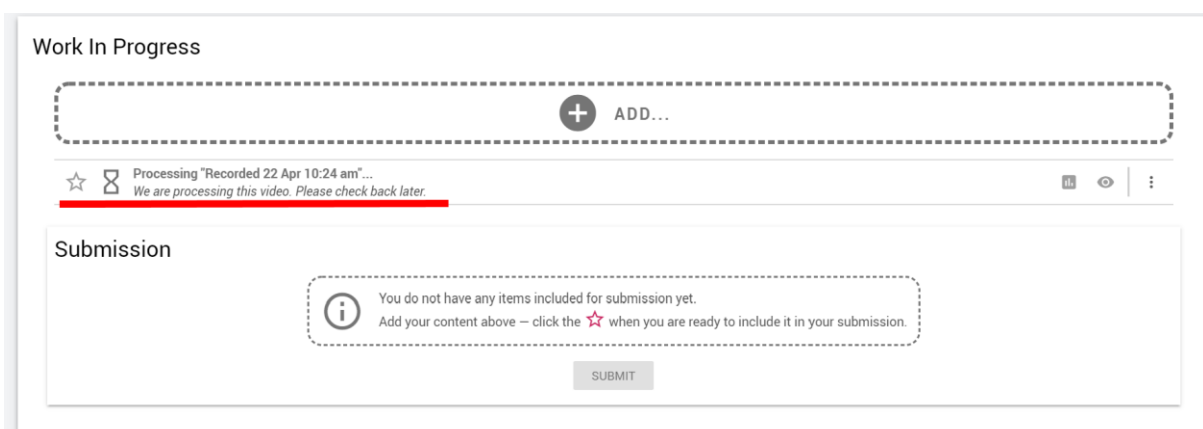 Work In Progress
ADD...
Processing "Recorded 22 Apr 10:24 am"...
We are processing this video. Please check back later.
Submission
You do not have any items included for submission yet.
Add your content above — click the ☆ when you are ready to include it in your submission.
SUBMIT